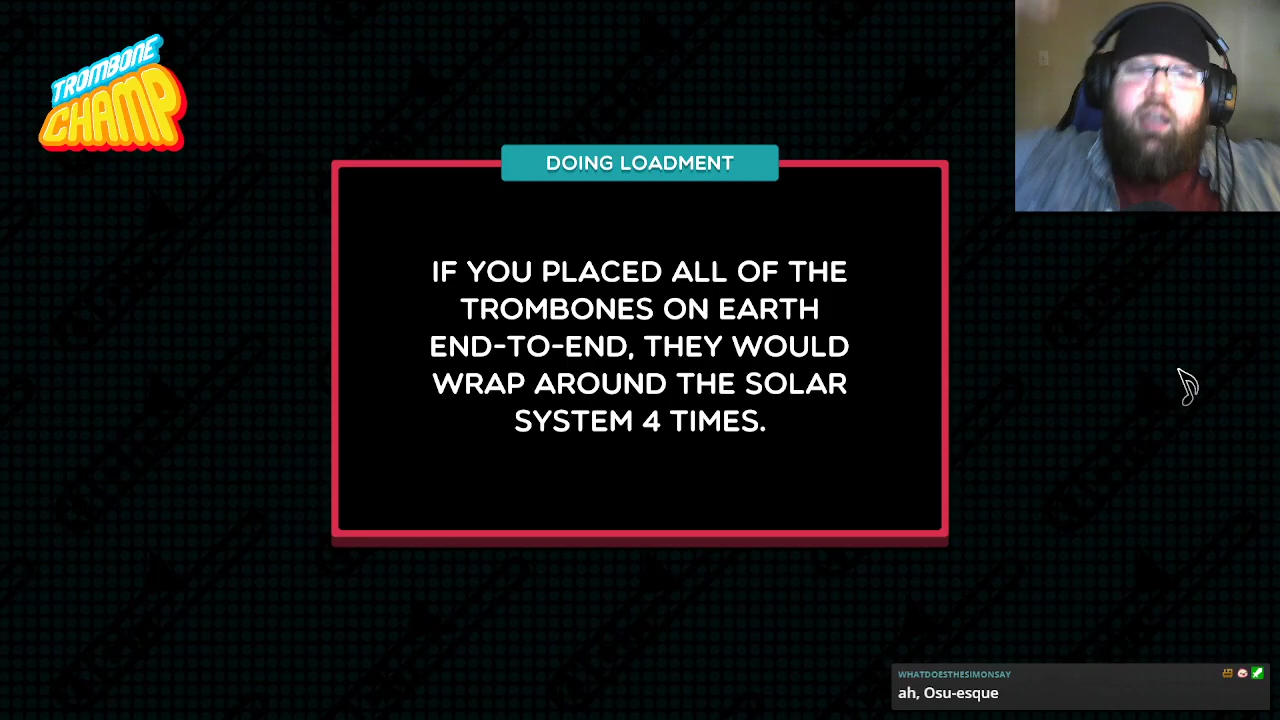 TROMBONE
CHAMP
DOING LOADMENT
IF YOU PLACED ALL OF THE
TROMBONES ON EARTH
END-TO-END, THEY WOULD
WRAP AROUND THE SOLAR
SYSTEM 4 TIMES.
WHATDOESTHESIMONSAY
ah, Osu-esque